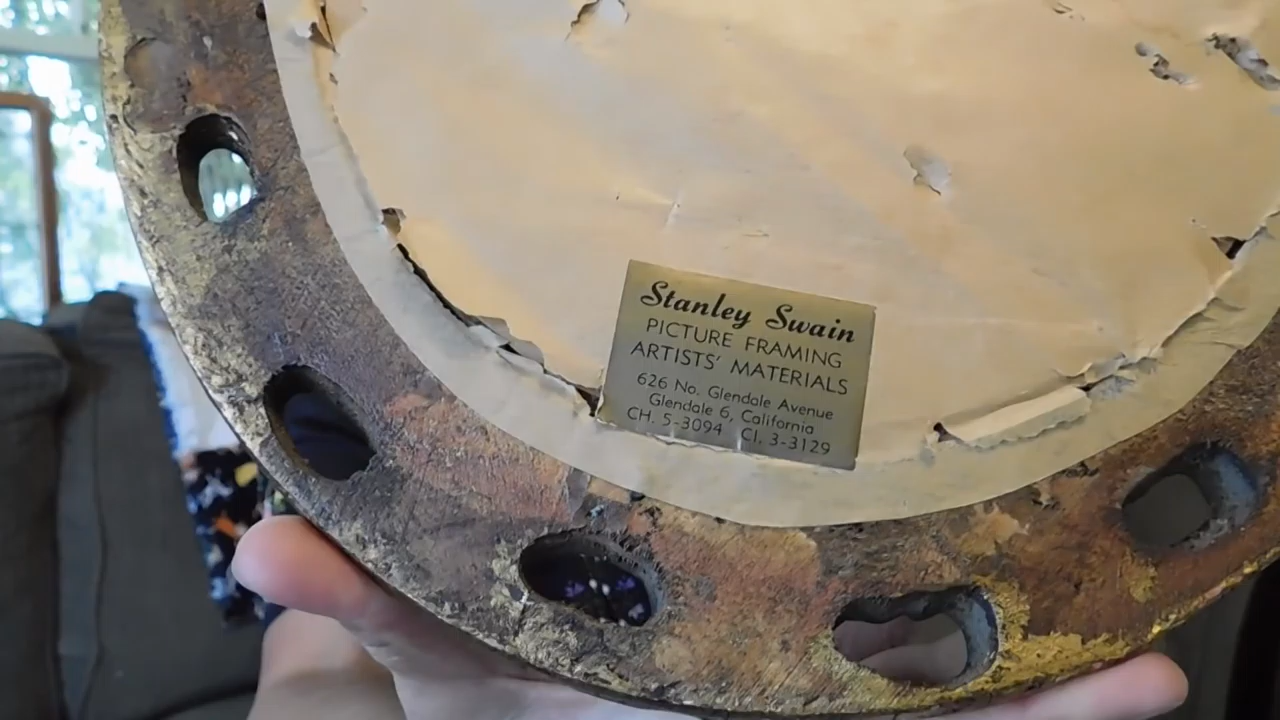 Stanley Swain
PICTURE FRAMING
ARTISTS' MATERIALS
626 No. Glendale Avenue
Glendale 6, California
CH. 5-3094 CI. 3-3129